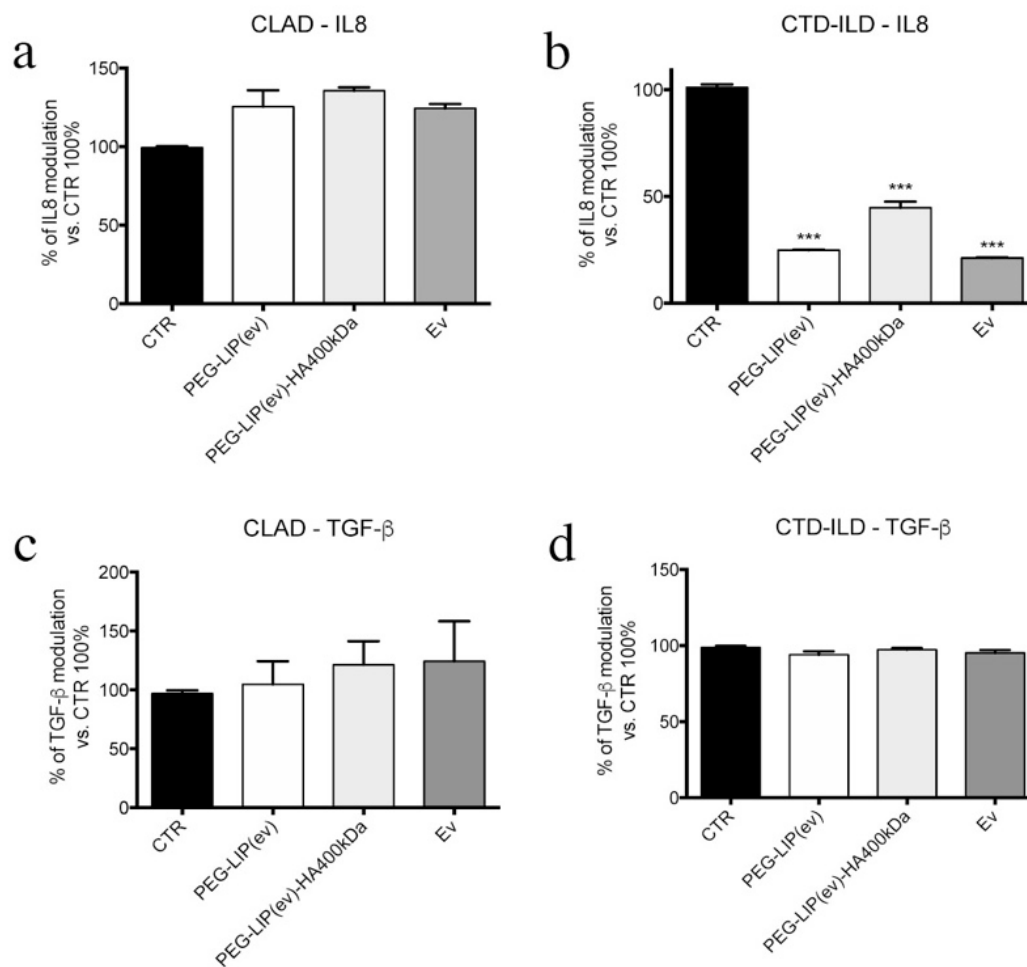 a
CLAD - IL8
% of IL8 modulation
vs. CTR 100%
150
100
50
0
CTR
PEG-LIP(ev)
PEG-LIP(ev)-HA400kDa
Ev
b
CTD-ILD - IL8
% of IL8 modulation
vs. CTR 100%
100
50
0
***
***
***
CTR
PEG-LIP(ev)
PEG-LIP(ev)-HA400kDa
Ev
c
CLAD - TGF-β
% of TGF-β modulation
vs. CTR 100%
200
150
100
50
0
CTR
PEG-LIP(ev)
PEG-LIP(ev)-HA400kDa
Ev
d
CTD-ILD - TGF-β
% of TGF-β modulation
vs. CTR 100%
150
100
50
0
CTR
PEG-LIP(ev)
PEG-LIP(ev)-HA400kDa
Ev